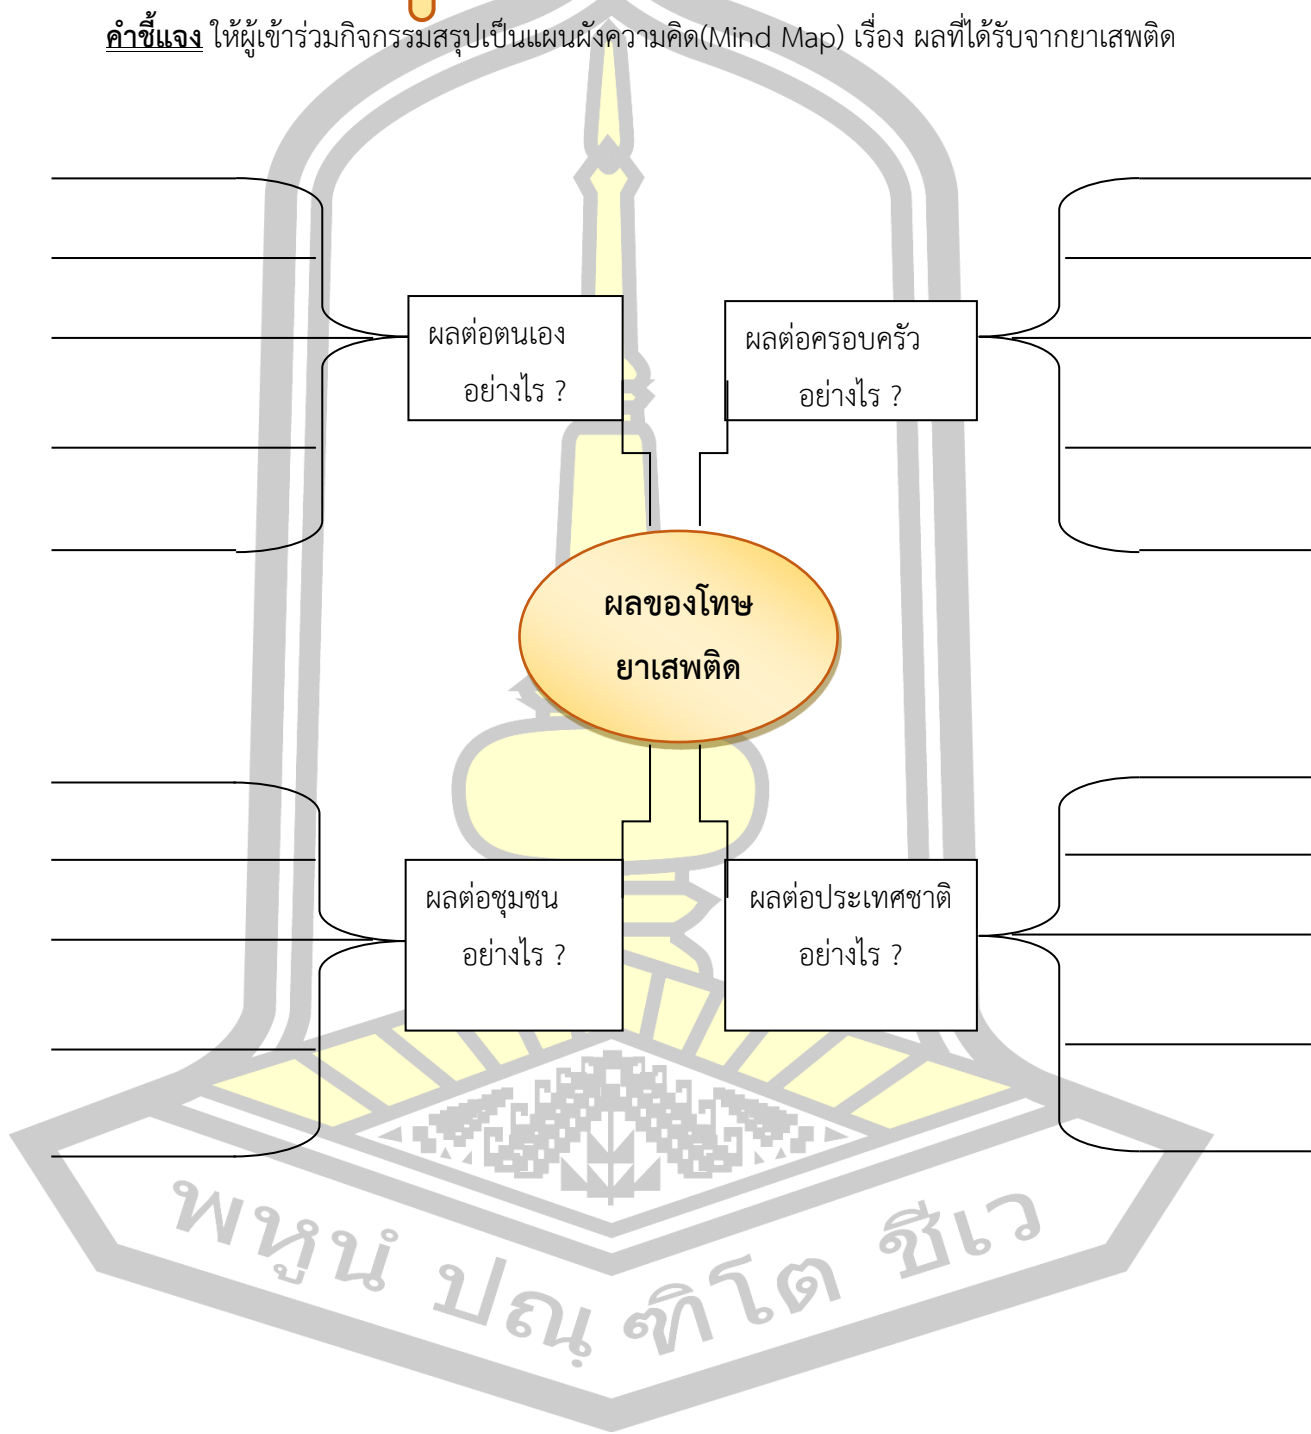 คำชี้แจง ให้ผู้เข้าร่วมกิจกรรมสรุปเป็นแผนผังความคิด(Mind Map) เรื่อง ผลที่ได้รับจากยาเสพติด
ผลต่อตนเอง
อย่างไร ?
ผลต่อครอบครัว
อย่างไร ?
ผลของโทษ
ยาเสพติด
ผลต่อชุมชน
อย่างไร ?
ผลต่อประเทศชาติ
อย่างไร ?
พหูนํ ปณฺฑิโต ชีเว